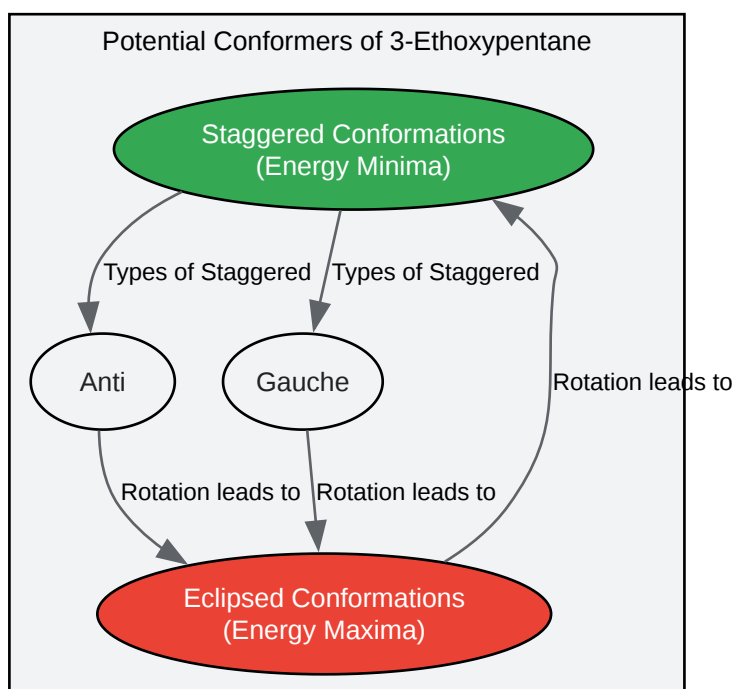 Potential Conformers of 3-Ethoxypentane
Staggered Conformations
(Energy Minima)
Types of Staggered
Types of Staggered
Anti
Gauche
Rotation leads to
Rotation leads to
Rotation leads to
Eclipsed Conformations
(Energy Maxima)